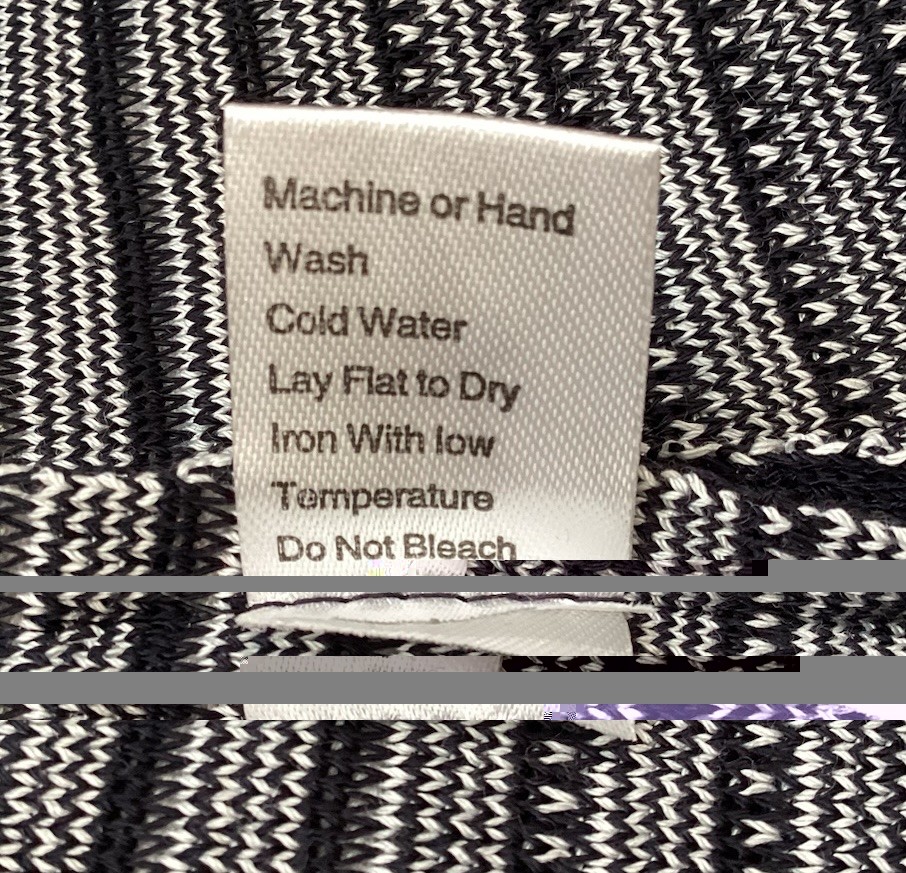 Machine or Hand
Wash
Cold Water
Lay Flat to Dry
Iron With low
Temperature
Do Not Bleach